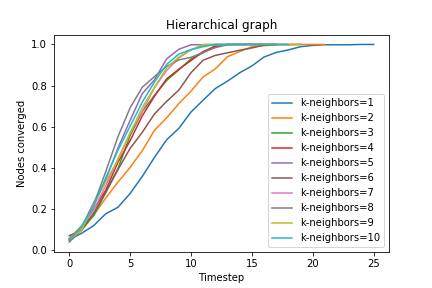 Hierarchical graph
Nodes converged
1.0
0.8
0.6
0.4
0.2
0.0
k-neighbors=1
k-neighbors=2
k-neighbors=3
k-neighbors=4
k-neighbors=5
k-neighbors=6
k-neighbors=7
k-neighbors=8
k-neighbors=9
k-neighbors=10
0 5 10 15 20 25
Timestep